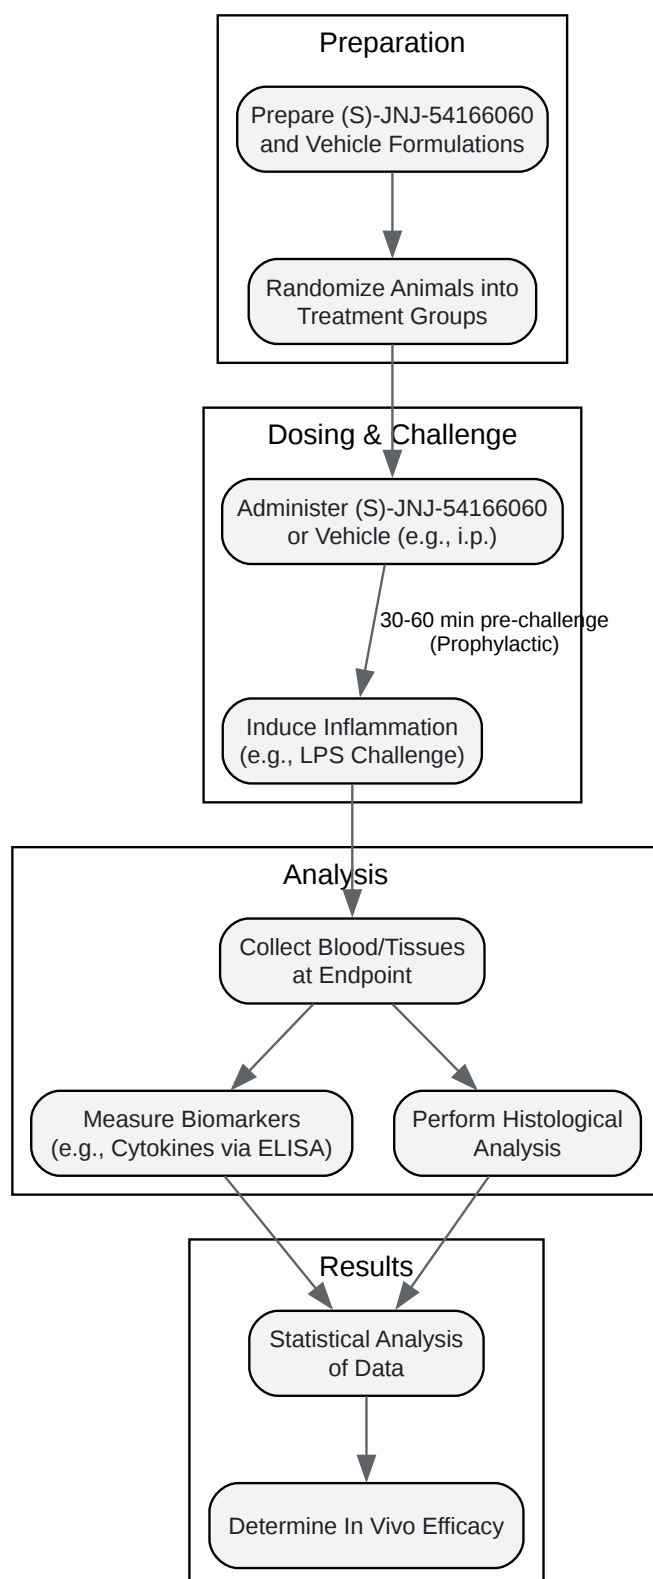 Preparation
Prepare (S)-JNJ-54166060
and Vehicle Formulations
Randomize Animals into
Treatment Groups
Dosing & Challenge
Administer (S)-JNJ-54166060
or Vehicle (e.g., i.p.)
30-60 min pre-challenge
(Prophylactic)
Induce Inflammation
(e.g., LPS Challenge)
Analysis
Collect Blood/Tissues
at Endpoint
Measure Biomarkers
(e.g., Cytokines via ELISA)
Perform Histological
Analysis
Results
Statistical Analysis
of Data
Determine In Vivo Efficacy